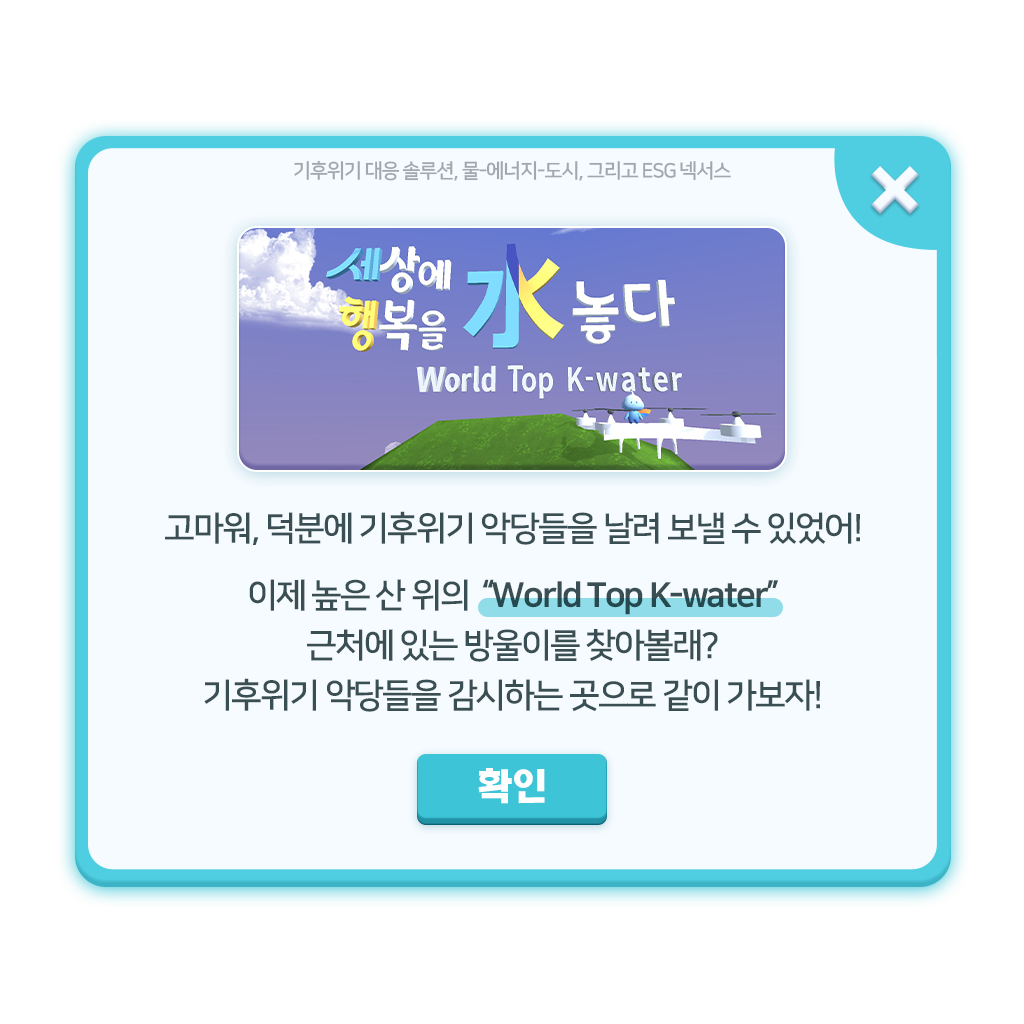 기후위기 대응 솔루션, 물-에너지-도시, 그리고 ESG 넥서스
세상에
행복을 水 놓다
World Top K-water
고마워, 덕분에 기후위기 악당들을 날려 보낼 수 있었어!
이제 높은 산 위의 “World Top K-water”
근처에 있는 방울이를 찾아볼래?
기후위기 악당들을 감시하는 곳으로 같이 가보자!
확인